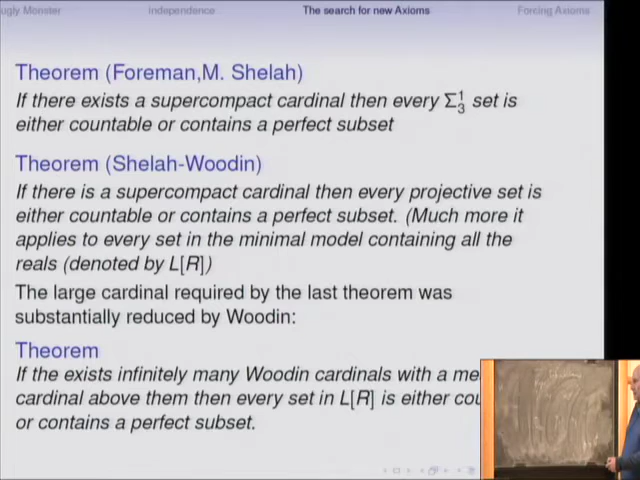 ugly Monster
Independence
The search for new Axioms
Forcing Axioms
Theorem (Foreman,M. Shelah)
If there exists a supercompact cardinal then every Σ¹₃ set is
either countable or contains a perfect subset
Theorem (Shelah-Woodin)
If there is a supercompact cardinal then every projective set is
either countable or contains a perfect subset. (Much more it
applies to every set in the minimal model containing all the
reals (denoted by L[R])
The large cardinal required by the last theorem was
substantially reduced by Woodin:
Theorem
If the exists infinitely many Woodin cardinals with a me
cardinal above them then every set in L[R] is either cou
or contains a perfect subset.